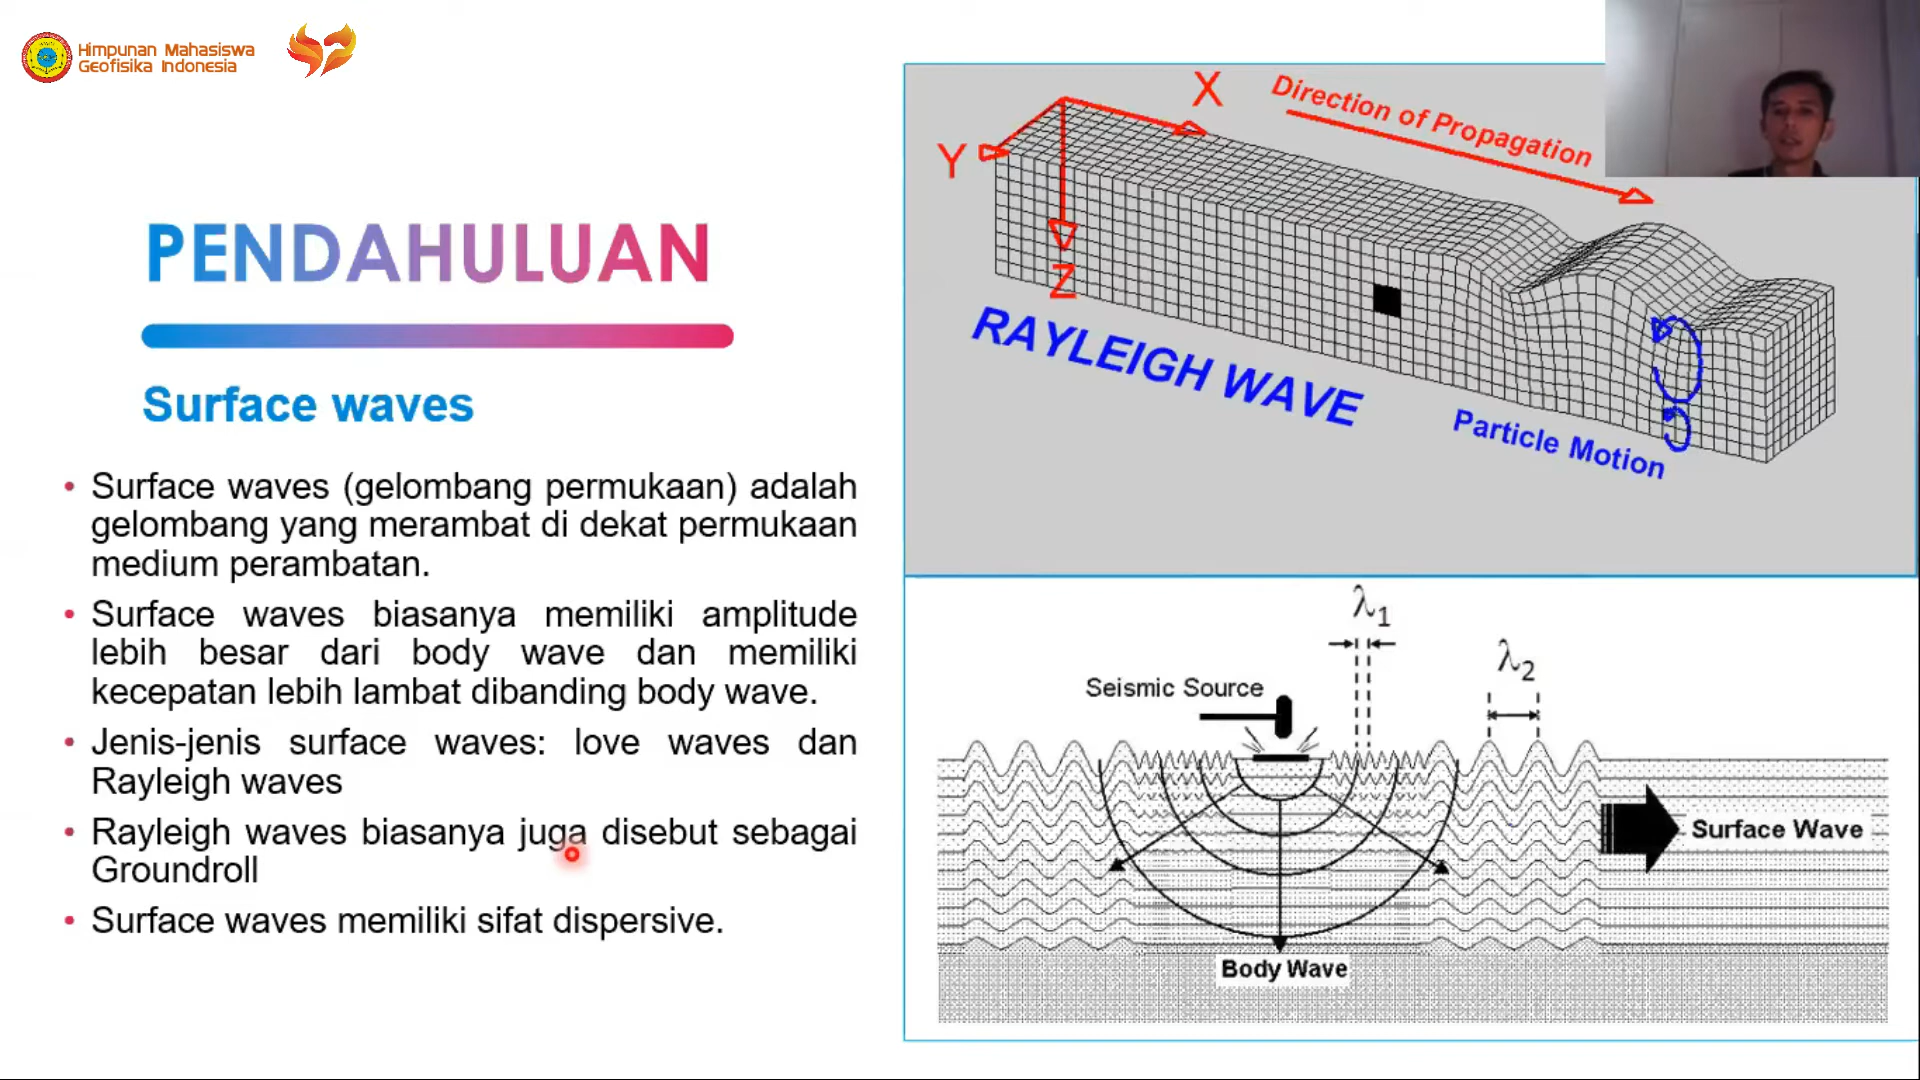 Himpunan Mahasiswa
Geofisika Indonesia
PENDAHULUAN
Surface waves
• Surface waves (gelombang permukaan) adalah
gelombang yang merambat di dekat permukaan
medium perambatan.
• Surface waves biasanya memiliki amplitude
lebih besar dari body wave dan memiliki
kecepatan lebih lambat dibanding body wave.
• Jenis-jenis surface waves: love waves dan
Rayleigh waves
• Rayleigh waves biasanya juga disebut sebagai
Groundroll
• Surface waves memiliki sifat dispersive.
X
Y
Z
Direction of Propagation
RAYLEIGH WAVE
Particle Motion
λ1
λ2
Seismic Source
Surface Wave
Body Wave